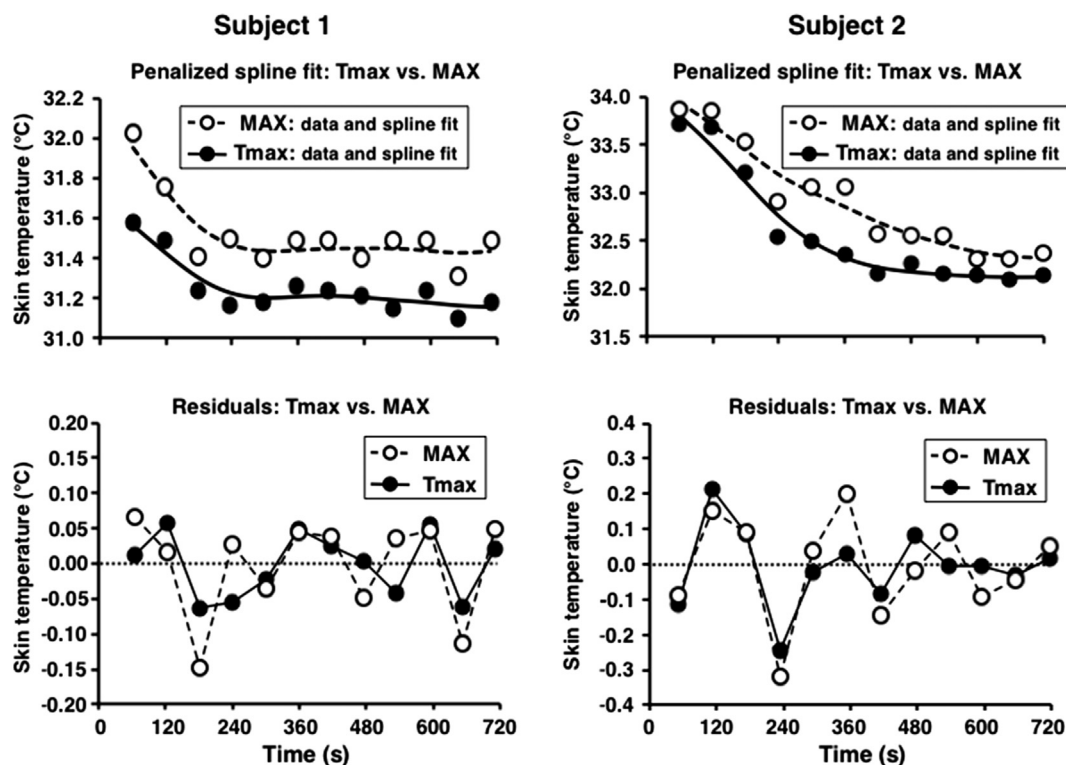 Subject 1
Penalized spline fit: Tmax vs. MAX
Skin temperature (°C)
32.2
32.0
31.8
31.6
31.4
31.2
31.0
MAX: data and spline fit
Tmax: data and spline fit
Subject 2
Penalized spline fit: Tmax vs. MAX
Skin temperature (°C)
34.0
33.5
33.0
32.5
32.0
31.5
MAX: data and spline fit
Tmax: data and spline fit
Residuals: Tmax vs. MAX
Skin temperature (°C)
0.20
0.15
0.10
0.05
0.00
-0.05
-0.10
-0.15
-0.20
MAX
Tmax
0 120 240 360 480 600 720
Time (s)
Residuals: Tmax vs. MAX
Skin temperature (°C)
0.4
0.3
0.2
0.1
0.0
-0.1
-0.2
-0.3
-0.4
MAX
Tmax
0 120 240 360 480 600 720
Time (s)